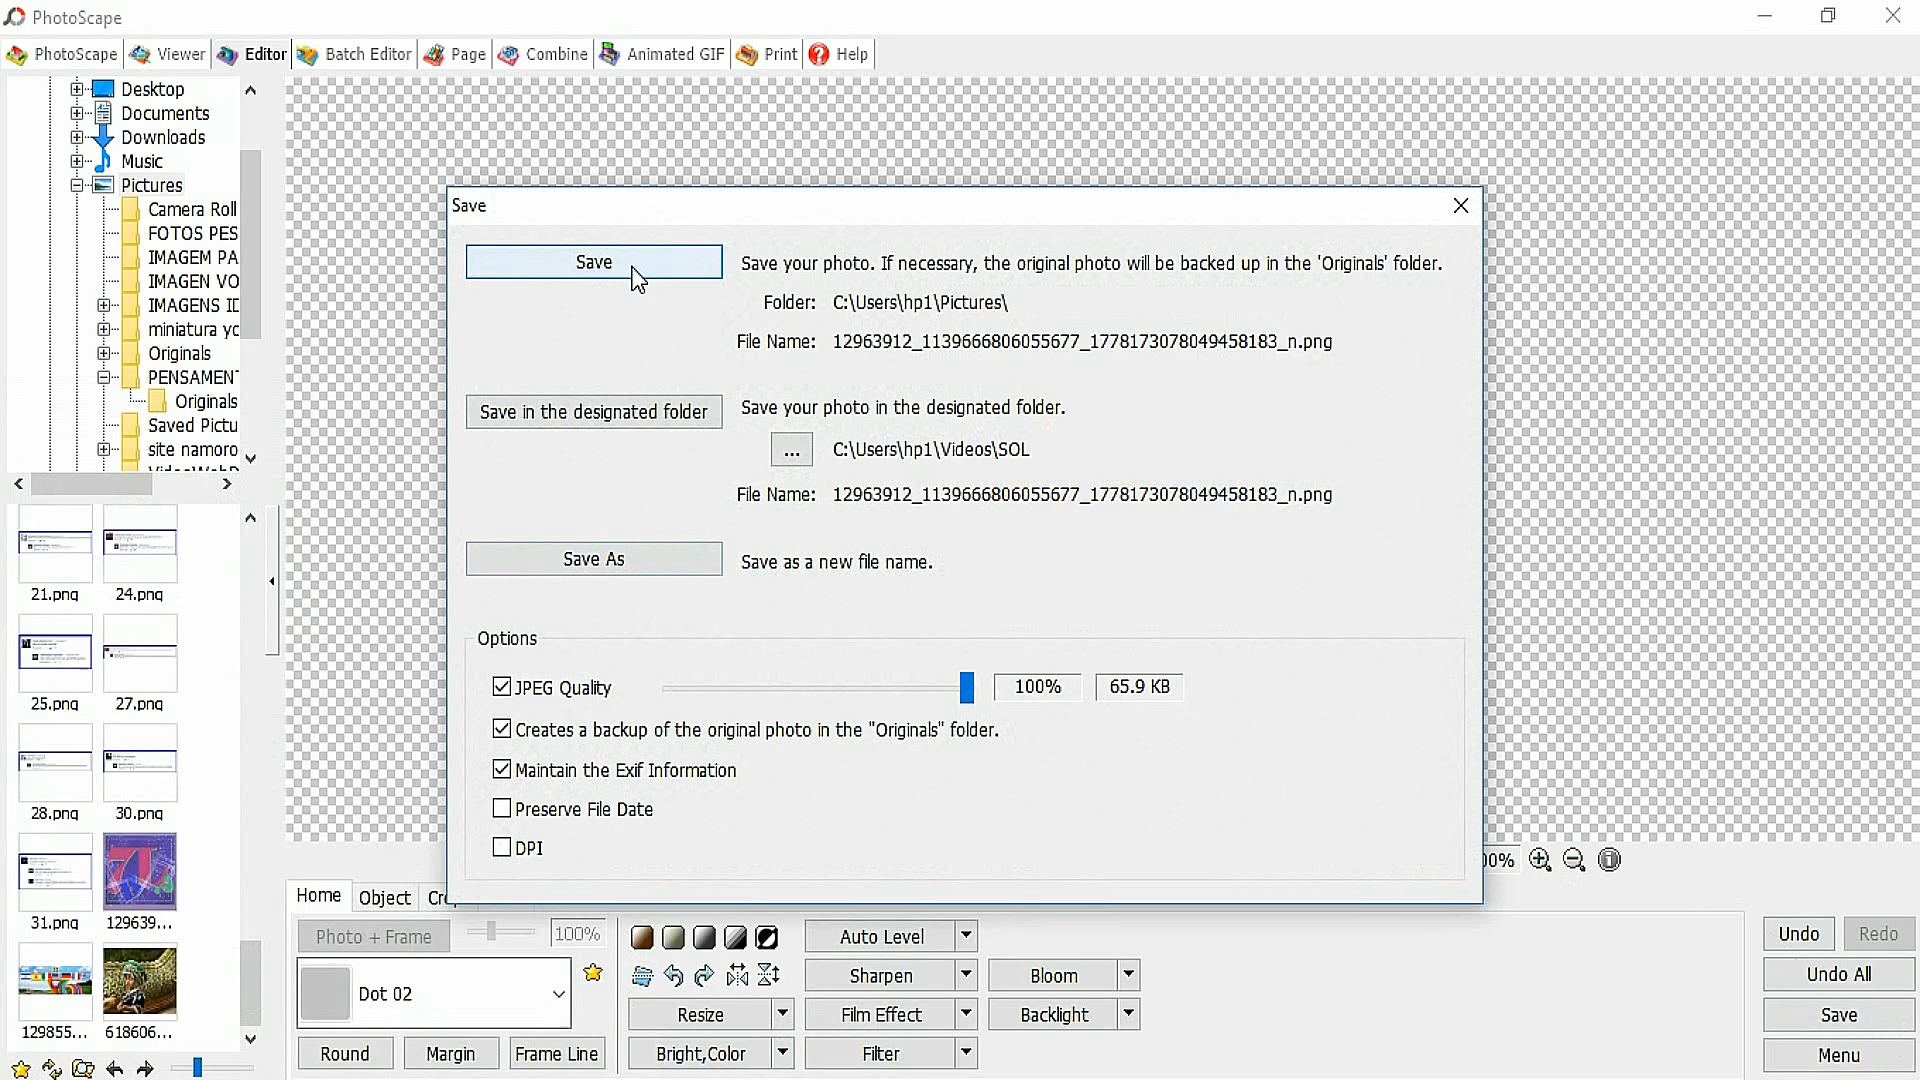 PhotoScape
PhotoScape Viewer Editor Batch Editor Page Combine Animated GIF Print Help
Desktop
Documents
Downloads
Music
Pictures
Camera Roll
FOTOS PES
IMAGEM PA
IMAGEN VO
IMAGENS ID
miniatura yo
Originals
PENSAMEN
Originals
Saved Pictu
site namoro
21.png 24.png
25.png 27.png
28.png 30.png
31.png 129639...
129855... 618606...
Save
Save Save your photo. If necessary, the original photo will be backed up in the 'Originals' folder.
Folder: C:\Users\hp1\Pictures\
File Name: 12963912_1139666806055677_1778173078049458183_n.png
Save in the designated folder Save your photo in the designated folder.
... C:\Users\hp1\Videos\SOL
File Name: 12963912_1139666806055677_1778173078049458183_n.png
Save As Save as a new file name.
Options
JPEG Quality 100% 65.9 KB
Creates a backup of the original photo in the "Originals" folder.
Maintain the Exif Information
Preserve File Date
DPI
Home Object
Photo + Frame 100% Auto Level
Dot 02
Sharpen Bloom
Resize Film Effect Backlight
Round Margin Frame Line Bright,Color Filter
Undo Redo
Undo All
Save
Menu